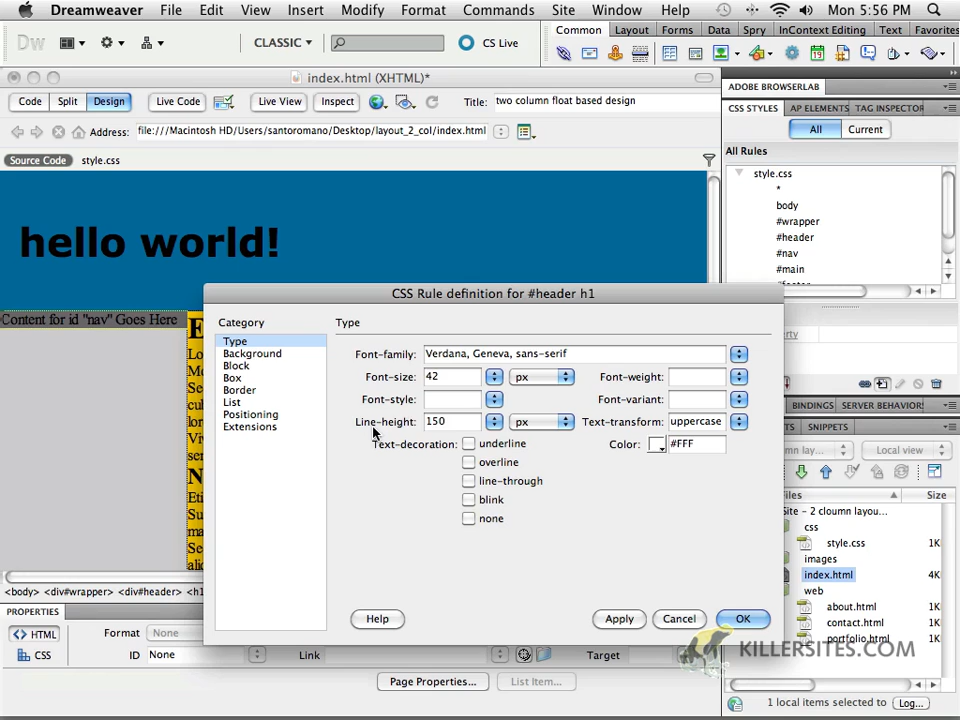 Dreamweaver File Edit View Insert Modify Format Commands Site Window Help Mon 5:56 PM
Dw CLASSIC CS Live
Common Layout Forms Data Spry InContext Editing Text Favorites
index.html (XHTML)*
Code Split Design Live Code Live View Inspect Title: two column float based design
Address: file:///Macintosh HD/Users/santoromano/Desktop/layout_2_col/index.html
Source Code style.css
hello world!
Content for id "nav" Goes Here
CSS Rule definition for #header h1
Category
Type
Background
Block
Box
Border
List
Positioning
Extensions
Type
Font-family: Verdana, Geneva, sans-serif
Font-size: 42 px Font-weight:
Font-style: Font-variant:
Line-height: 150 px Text-transform: uppercase
Text-decoration: underline Color: #FFF
overline
line-through
blink
none
Help Apply Cancel OK
<body> <div#wrapper> <div#header> <h1
PROPERTIES
<> HTML Format None
CSS ID None Link Target
Page Properties... List Item...
ADOBE BROWSERLAB
CSS STYLES AP ELEMENTS TAG INSPECTOR
All Current
All Rules
style.css
*
body
#wrapper
#header
#nav
#main
#footer
BINDINGS SERVER BEHAVIOR
SNIPPETS
Local view
Files Size
Site - 2 cloumn layou...
css
style.css 1K
images
index.html 4K
web
about.html 1K
contact.html 1K
portfolio.html 1K
KILLERSITES.COM
1 local items selected to Log...